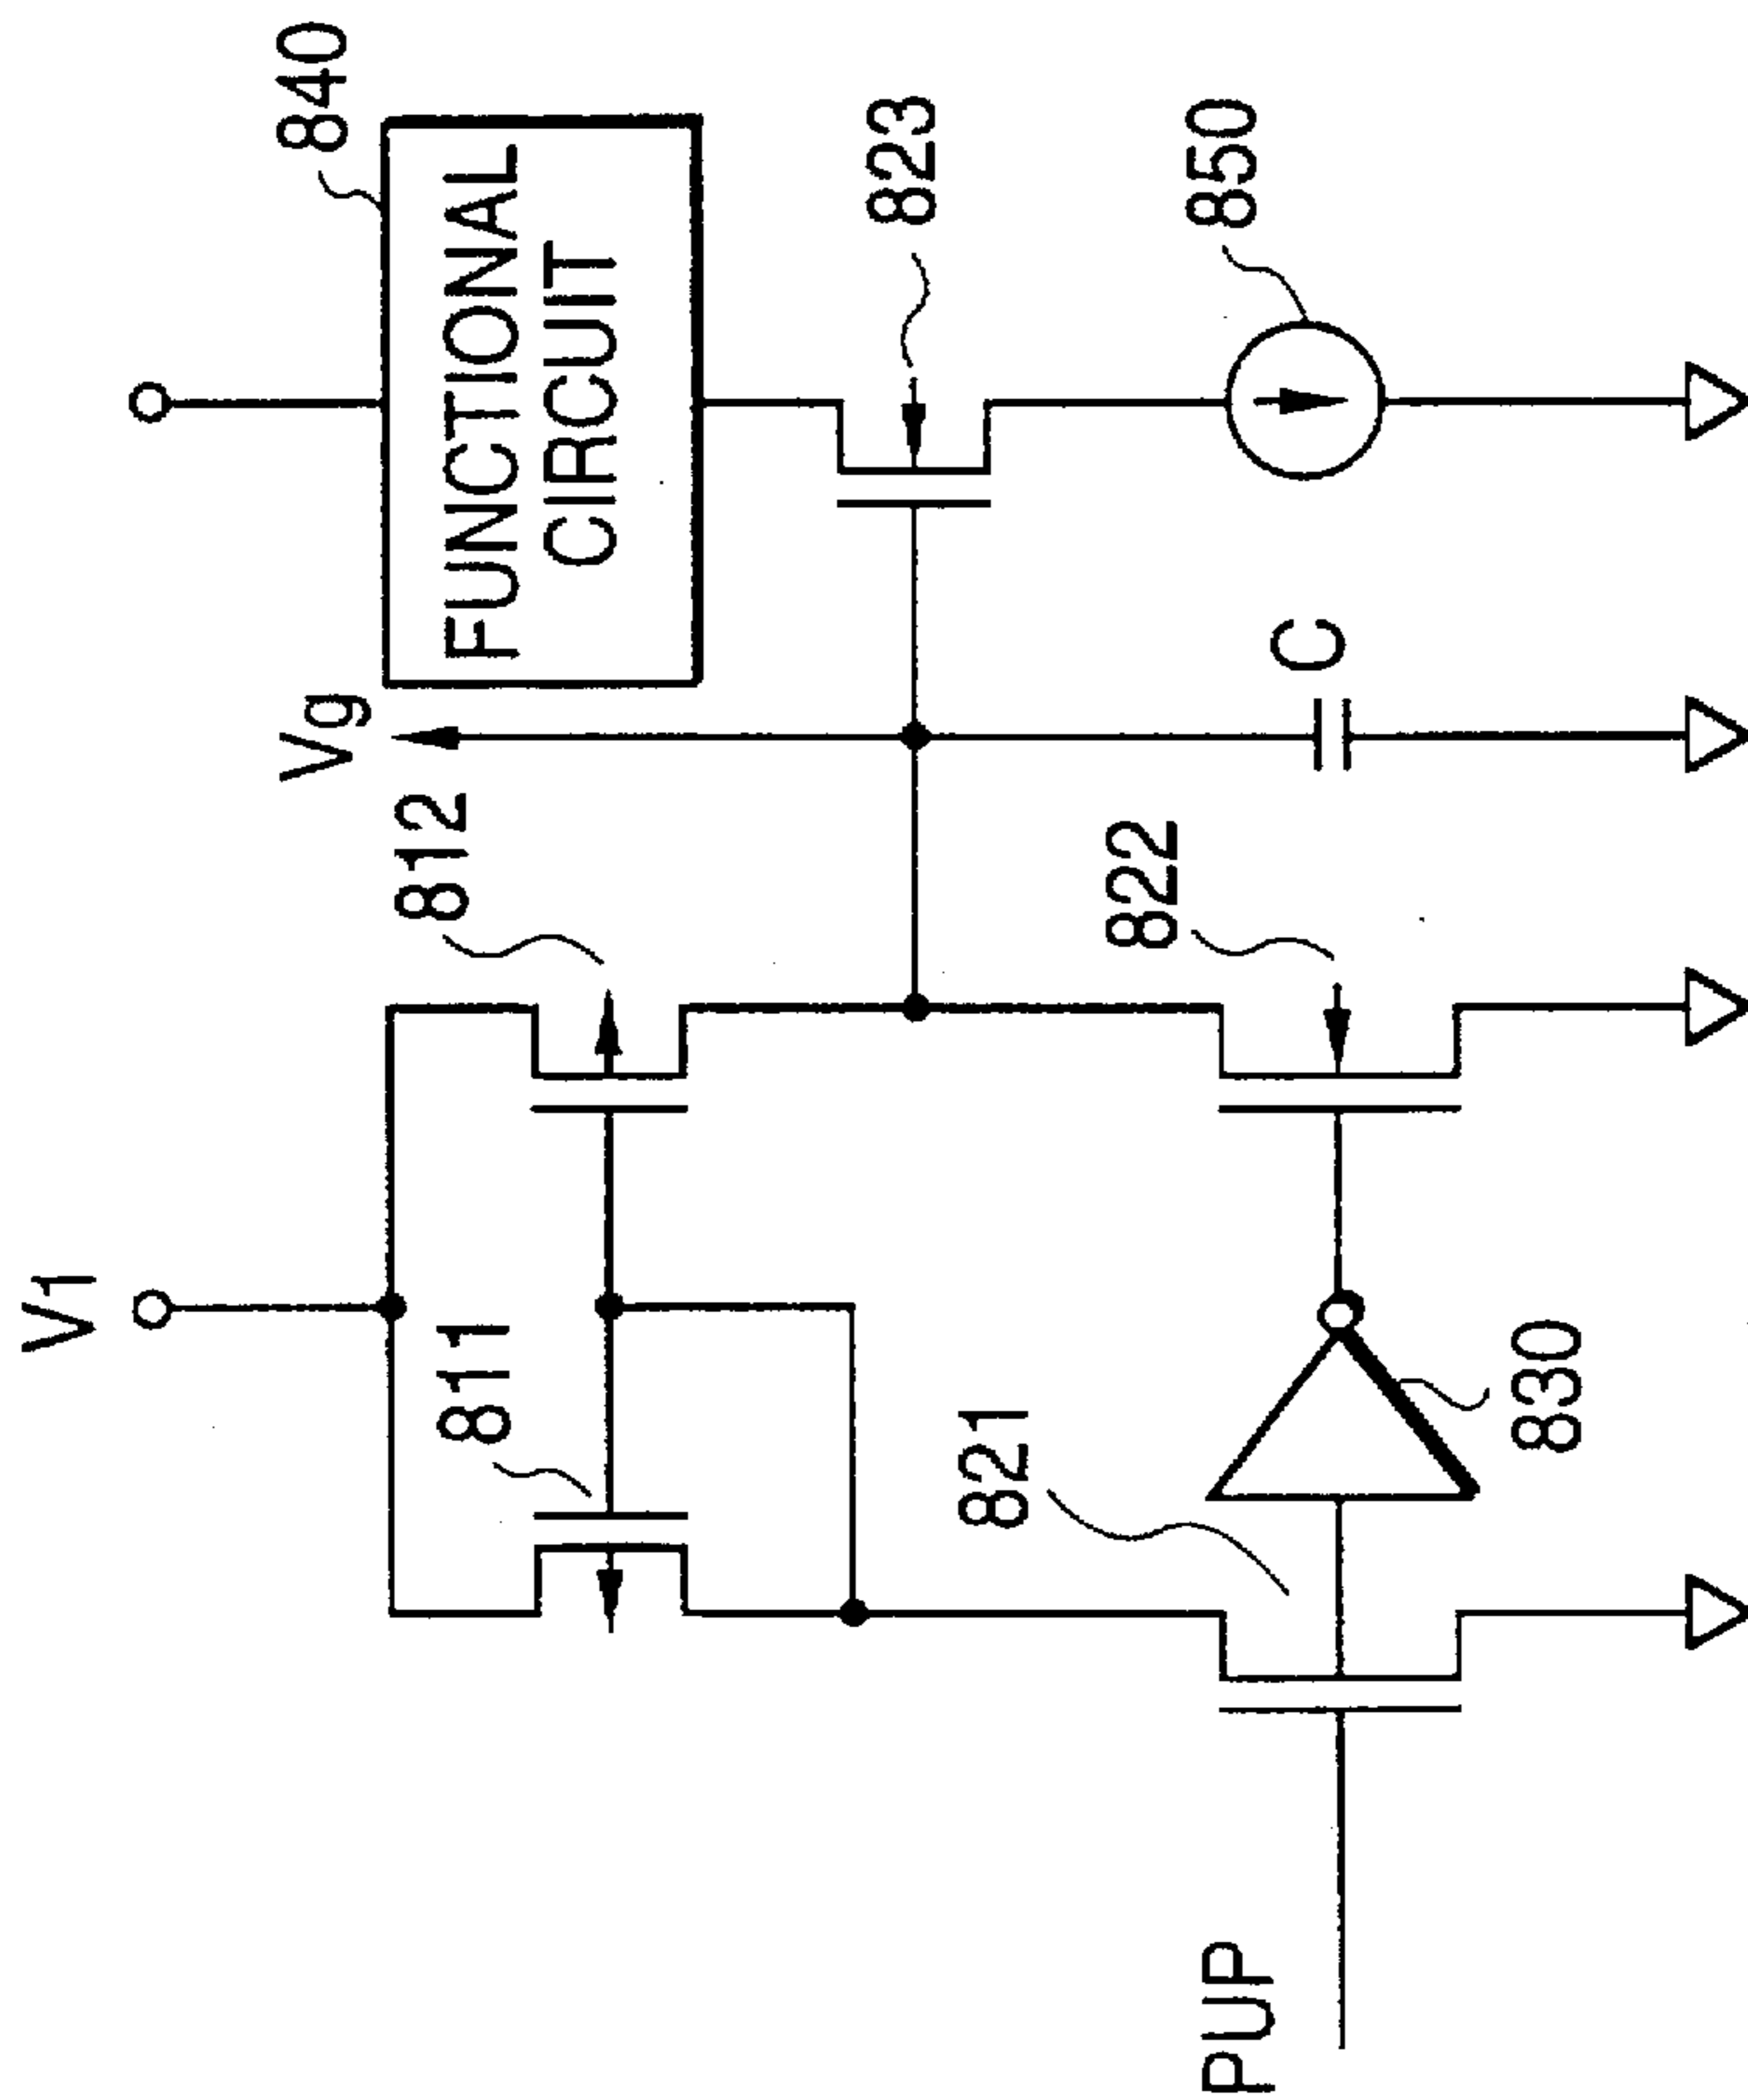 V1
Vg
840
FUNCTIONAL
CIRCUIT
811
812
823
821
822
C
850
PUP
830